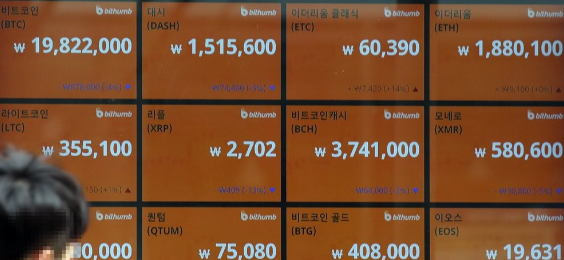 비트코인 bithumb
(BTC)
₩ 19,822,000
대시 bithumb
(DASH)
₩ 1,515,600
이더리움 클래식 bithumb
(ETC)
₩ 60,390
이더리움 bithumb
(ETH)
₩ 1,880,100
라이트코인 bithumb
(LTC)
₩ 355,100
리플 bithumb
(XRP)
₩ 2,702
비트코인캐시 bithumb
(BCH)
₩ 3,741,000
모네로 bithumb
(XMR)
₩ 580,600
bithumb
0,000
퀀텀 bithumb
(QTUM)
₩ 75,080
비트코인 골드 bithumb
(BTG)
₩ 408,000
이오스 bithumb
(EOS)
₩ 19,631